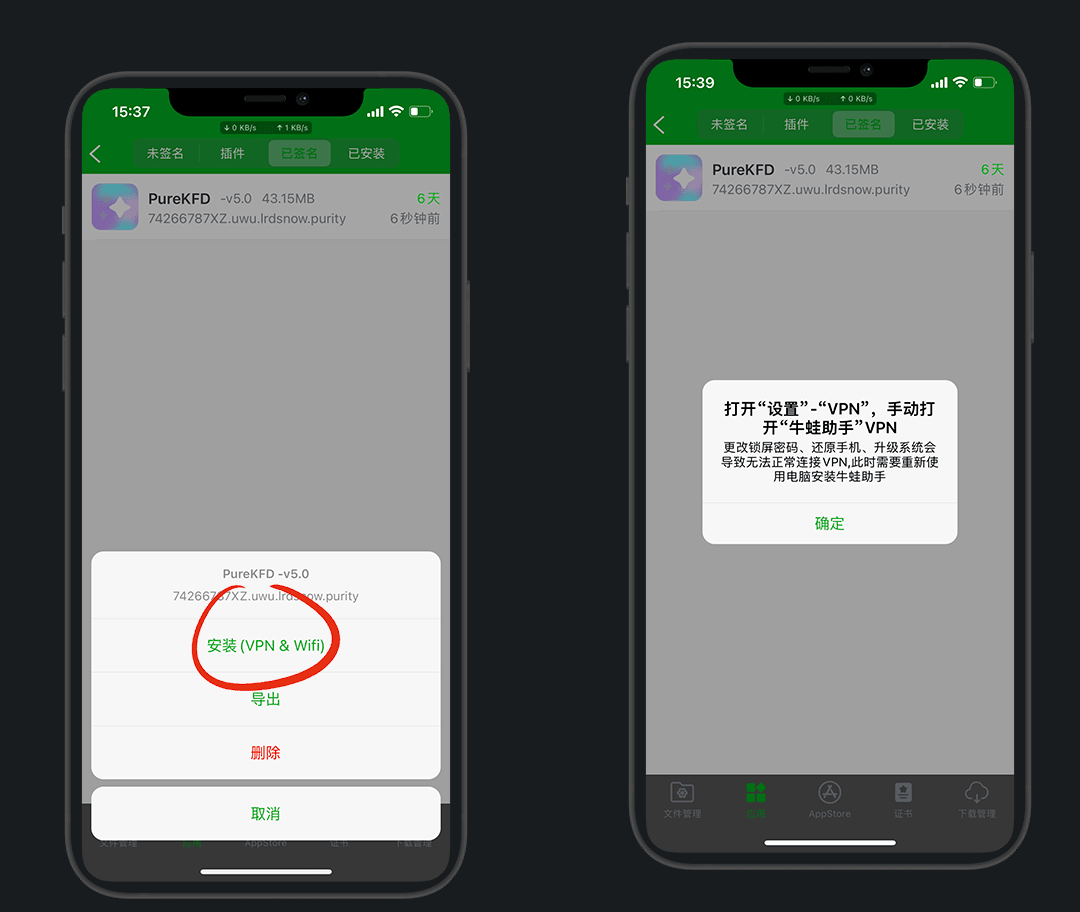 15:37
↓ 0 KB/s ↑ 1 KB/s
未签名 插件 已签名 已安装
PureKFD -v5.0 43.15MB 6天
74266787XZ.uwu.lrdsnow.purity 6秒钟前
PureKFD -v5.0
74266787XZ.uwu.lrdsnow.purity
安装 (VPN & Wifi)
导出
删除
取消
文件管理 应用 AppStore 证书 下载管理
15:39
↓ 0 KB/s ↑ 0 KB/s
未签名 插件 已签名 已安装
PureKFD -v5.0 43.15MB 6天
74266787XZ.uwu.lrdsnow.purity 6秒钟前
打开“设置”-“VPN”，手动打
开“牛蛙助手”VPN
更改锁屏密码、还原手机、升级系统会
导致无法正常连接VPN,此时需要重新使
用电脑安装牛蛙助手
确定
文件管理 应用 AppStore 证书 下载管理